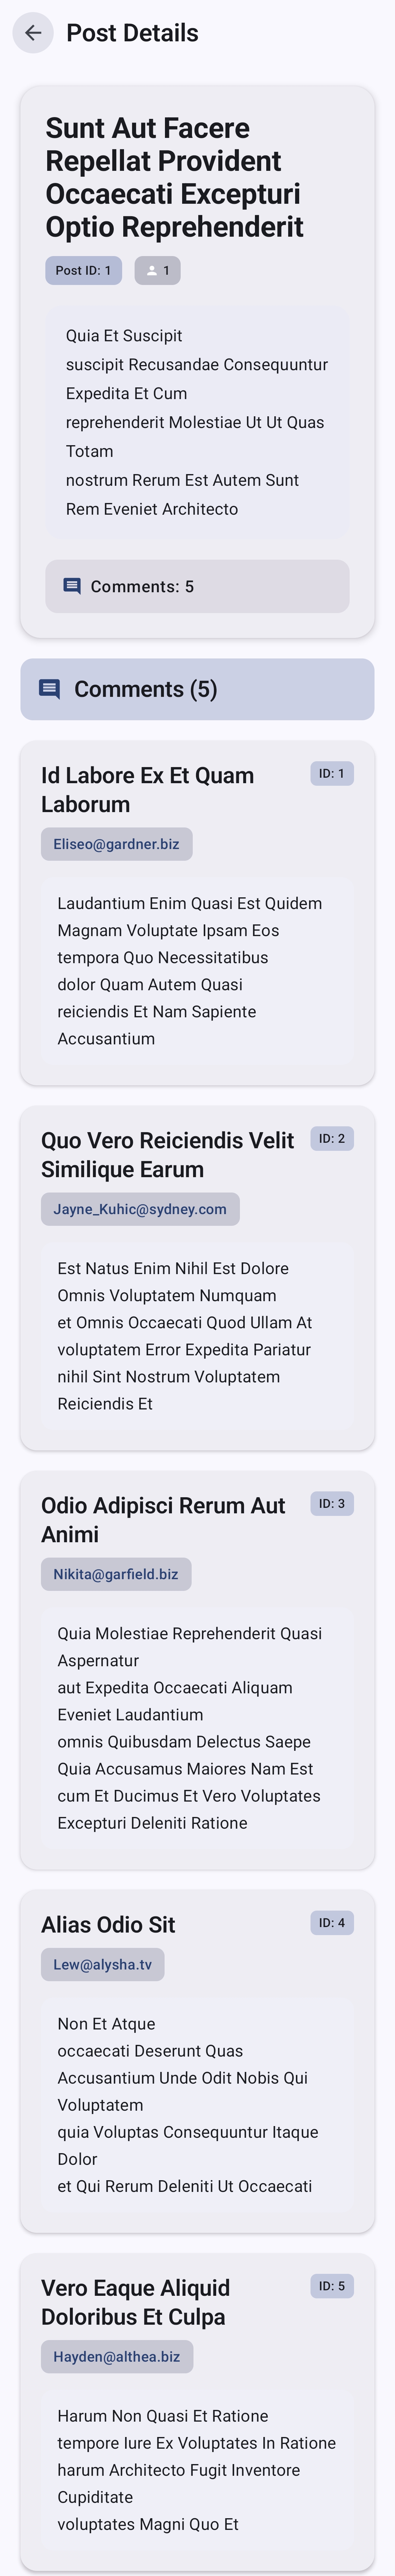 Post Details
Sunt Aut Facere
Repellat Provident
Occaecati Excepturi
Optio Reprehenderit
Post ID: 1
1
Quia Et Suscipit
suscipit Recusandae Consequuntur
Expedita Et Cum
reprehenderit Molestiae Ut Ut Quas
Totam
nostrum Rerum Est Autem Sunt
Rem Eveniet Architecto
Comments: 5
Comments (5)
Id Labore Ex Et Quam
Laborum
ID: 1
Eliseo@gardner.biz
Laudantium Enim Quasi Est Quidem
Magnam Voluptate Ipsam Eos
tempora Quo Necessitatibus
dolor Quam Autem Quasi
reiciendis Et Nam Sapiente
Accusantium
Quo Vero Reiciendis Velit
Similique Earum
ID: 2
Jayne_Kuhic@sydney.com
Est Natus Enim Nihil Est Dolore
Omnis Voluptatem Numquam
et Omnis Occaecati Quod Ullam At
voluptatem Error Expedita Pariatur
nihil Sint Nostrum Voluptatem
Reiciendis Et
Odio Adipisci Rerum Aut
Animi
ID: 3
Nikita@garfield.biz
Quia Molestiae Reprehenderit Quasi
Aspernatur
aut Expedita Occaecati Aliquam
Eveniet Laudantium
omnis Quibusdam Delectus Saepe
Quia Accusamus Maiores Nam Est
cum Et Ducimus Et Vero Voluptates
Excepturi Deleniti Ratione
Alias Odio Sit
ID: 4
Lew@alysha.tv
Non Et Atque
occaecati Deserunt Quas
Accusantium Unde Odit Nobis Qui
Voluptatem
quia Voluptas Consequuntur Itaque
Dolor
et Qui Rerum Deleniti Ut Occaecati
Vero Eaque Aliquid
Doloribus Et Culpa
ID: 5
Hayden@althea.biz
Harum Non Quasi Et Ratione
tempore Iure Ex Voluptates In Ratione
harum Architecto Fugit Inventore
Cupiditate
voluptates Magni Quo Et